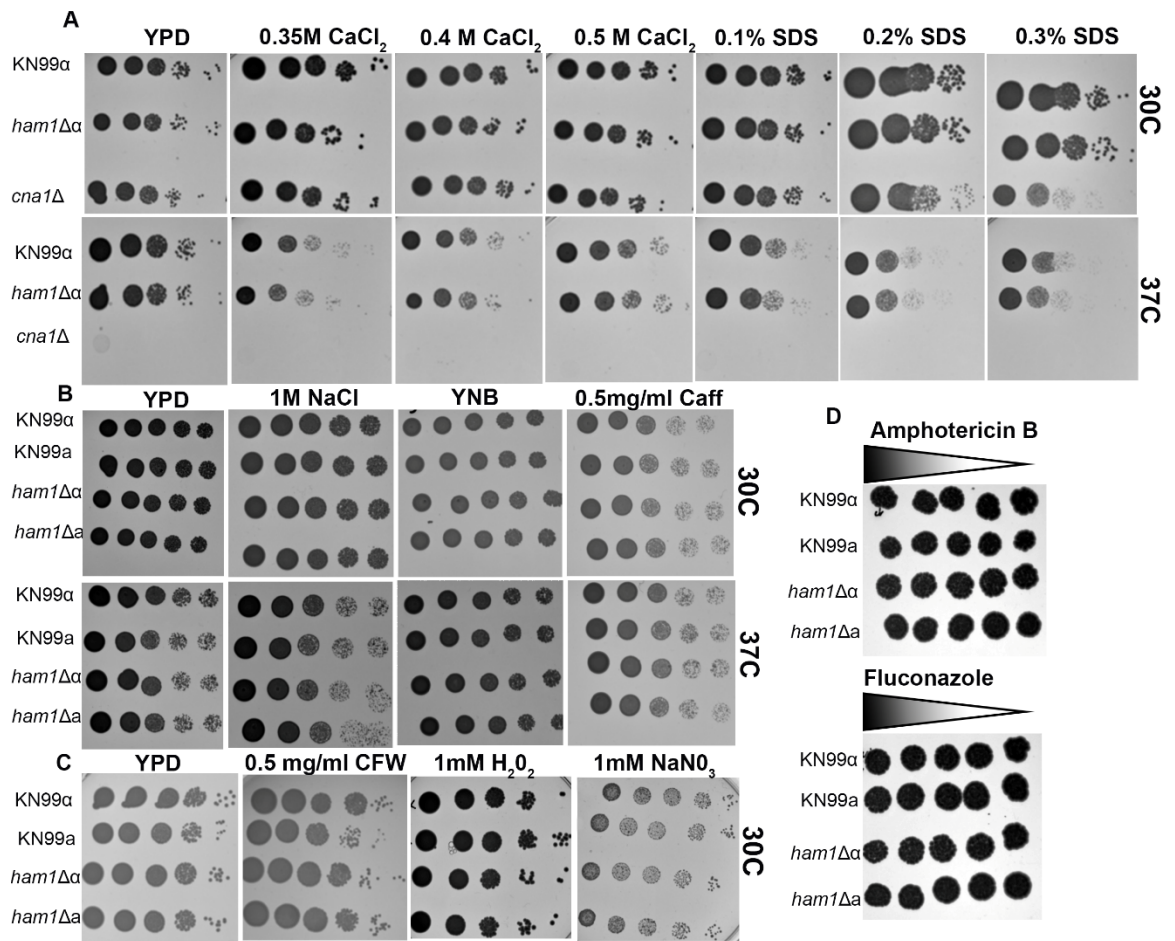 A
YPD 0.35M CaCl₂ 0.4 M CaCl₂ 0.5 M CaCl₂ 0.1% SDS 0.2% SDS 0.3% SDS
KN99α
ham1Δα
cna1Δ
30C
KN99α
ham1Δα
cna1Δ
37C
B
YPD 1M NaCl YNB 0.5mg/ml Caff
KN99α
KN99a
ham1Δα
ham1Δa
30C
KN99α
KN99a
ham1Δα
ham1Δa
37C
C
YPD 0.5 mg/ml CFW 1mM H₂0₂ 1mM NaN0₃
KN99α
KN99a
ham1Δα
ham1Δa
30C
D
Amphotericin B
KN99α
KN99a
ham1Δα
ham1Δa
Fluconazole
KN99α
KN99a
ham1Δα
ham1Δa